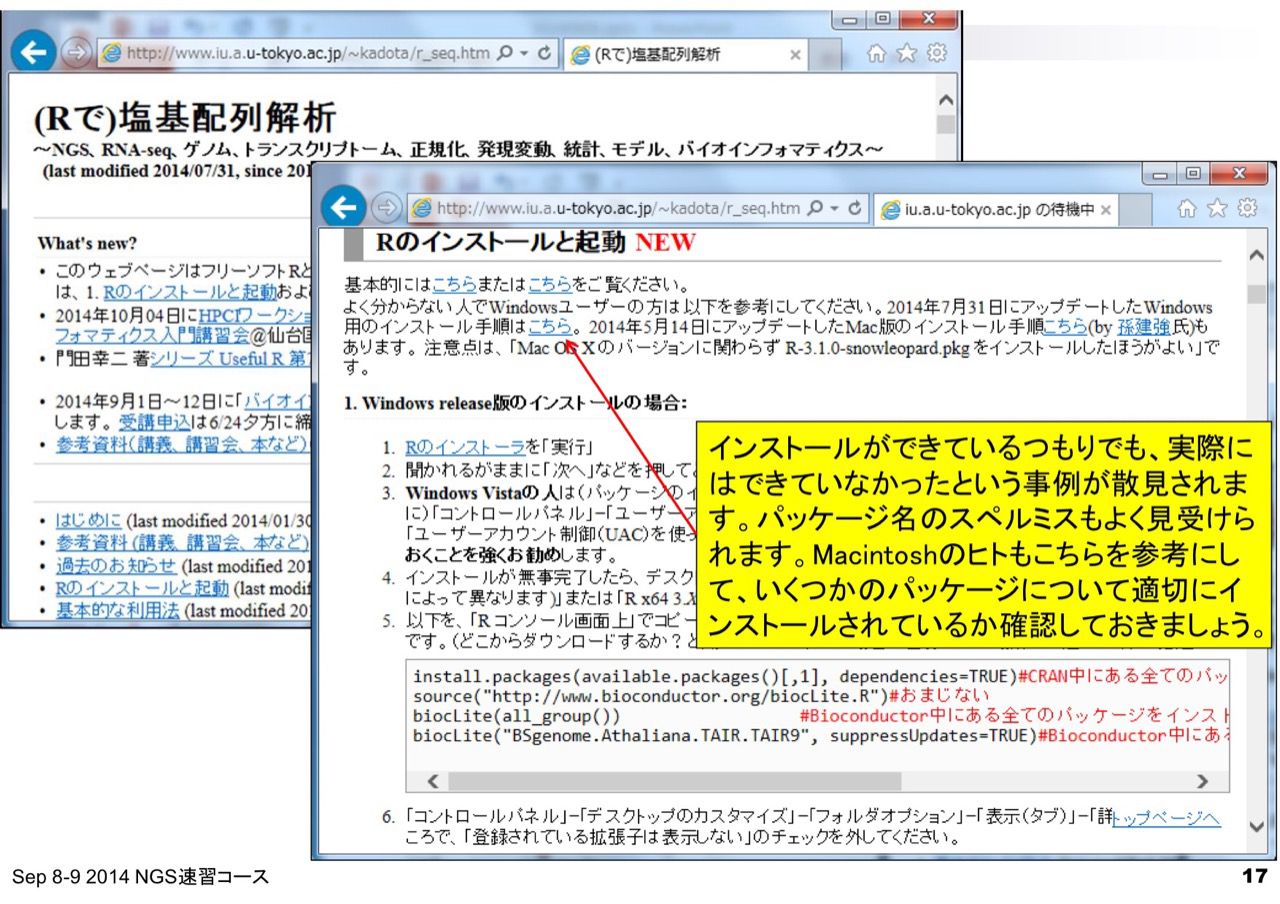 http://www.iu.a.u-tokyo.ac.jp/~kadota/r_seq.htm
(Rで)塩基配列解析
(Rで)塩基配列解析
～NGS、RNA-seq、ゲノム、トランスクリプトーム、正規化、発現変動、統計、モデル、バイオインフォマティクス～
(last modified 2014/07/31, since 201
What's new?
• このウェブページはフリーソフトRと
は、1. Rのインストールと起動およ
• 2014年10月04日にHPCIワークシ
フォマティクス入門講習会@仙台国
• 門田幸二 著シリーズ Useful R 第
• 2014年9月1日～12日に「バイオイ
します。受講申込は6/24夕方に締
• 参考資料(講義、講習会、本など)
• はじめに (last modified 2014/01/30
• 参考資料(講義、講習会、本など)
• 過去のお知らせ (last modified 201
• Rのインストールと起動 (last modif
• 基本的な利用法 (last modified 20
http://www.iu.a.u-tokyo.ac.jp/~kadota/r_seq.htm
iu.a.u-tokyo.ac.jp の待機中
Rのインストールと起動 NEW
基本的にはこちらまたはこちらをご覧ください。
よく分からない人でWindowsユーザーの方は以下を参考にしてください。2014年7月31日にアップデートしたWindows
用のインストール手順はこちら。2014年5月14日にアップデートしたMac版のインストール手順こちら(by 孫建強氏)も
あります。注意点は、「Mac OS Xのバージョンに関わらず R-3.1.0-snowleopard.pkg をインストールしたほうがよい」で
す。
1. Windows release版のインストールの場合:
1. Rのインストーラを「実行」
2. 聞かれるがままに「次へ」などを押して
3. Windows Vistaの人は(パッケージのイ
に)「コントロールパネル」－「ユーザーア
「ユーザーアカウント制御(UAC)を使
おくことを強くお勧めします。
4. インストールが無事完了したら、デスク
によって異なります)」または「R x64 3.X
5. 以下を、「Rコンソール画面上」でコピー
です。(どこからダウンロードするか？と
install.packages(available.packages()[,1], dependencies=TRUE)#CRAN中にある全てのパッ
source("http://www.bioconductor.org/biocLite.R")#おまじない
biocLite(all_group()) #Bioconductor中にある全てのパッケージをインスト
biocLite("BSgenome.Athaliana.TAIR.TAIR9", suppressUpdates=TRUE)#Bioconductor中にあ
6. 「コントロールパネル」－「デスクトップのカスタマイズ」－「フォルダオプション」－「表示(タブ)」－「詳トップページへ
ころで、「登録されている拡張子は表示しない」のチェックを外してください。
インストールができているつもりでも、実際に
はできていなかったという事例が散見されま
す。パッケージ名のスペルミスもよく見受けら
れます。Macintoshのヒトもこちらを参考にし
て、いくつかのパッケージについて適切にイ
ンストールされているか確認しておきましょう。
Sep 8-9 2014 NGS速習コース
17